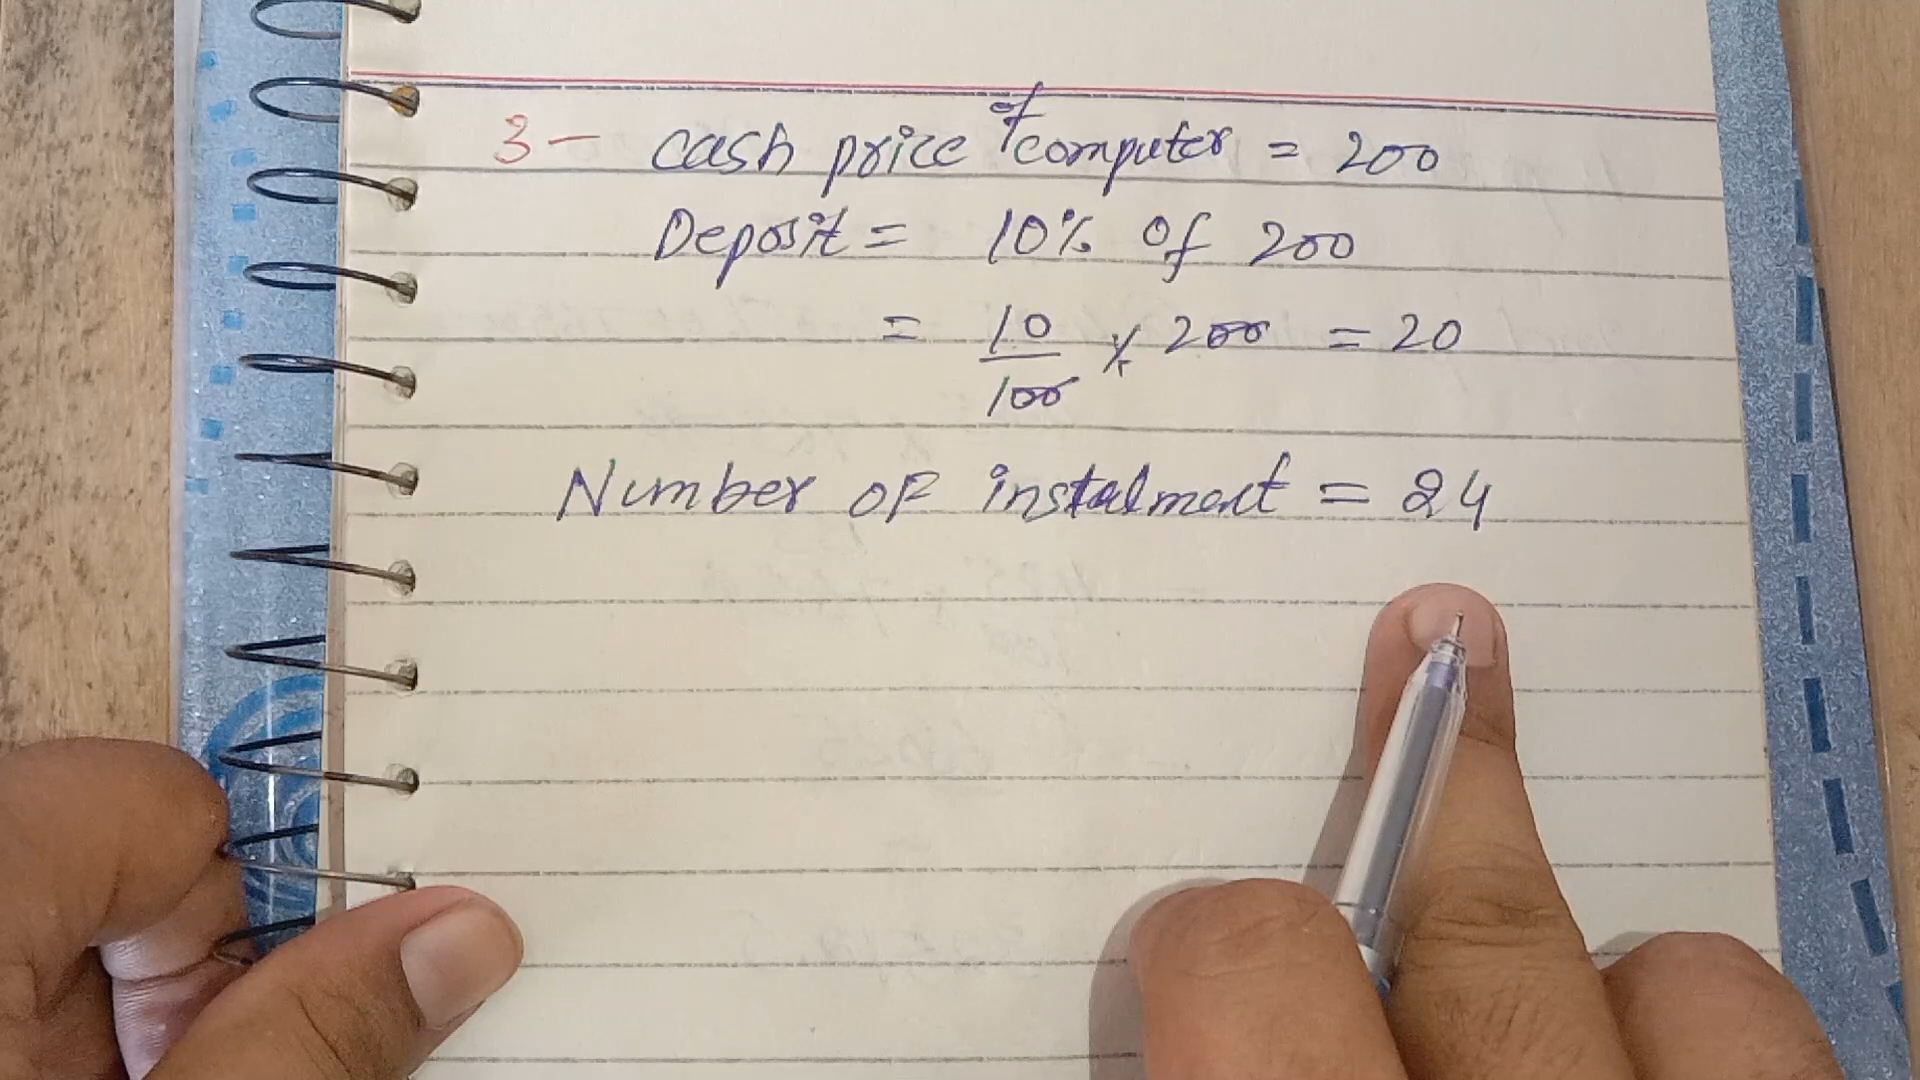 3 - cash price of computer = 200
Deposit = 10% of 200
= 10/100 × 200 = 20
Number of instalment = 24